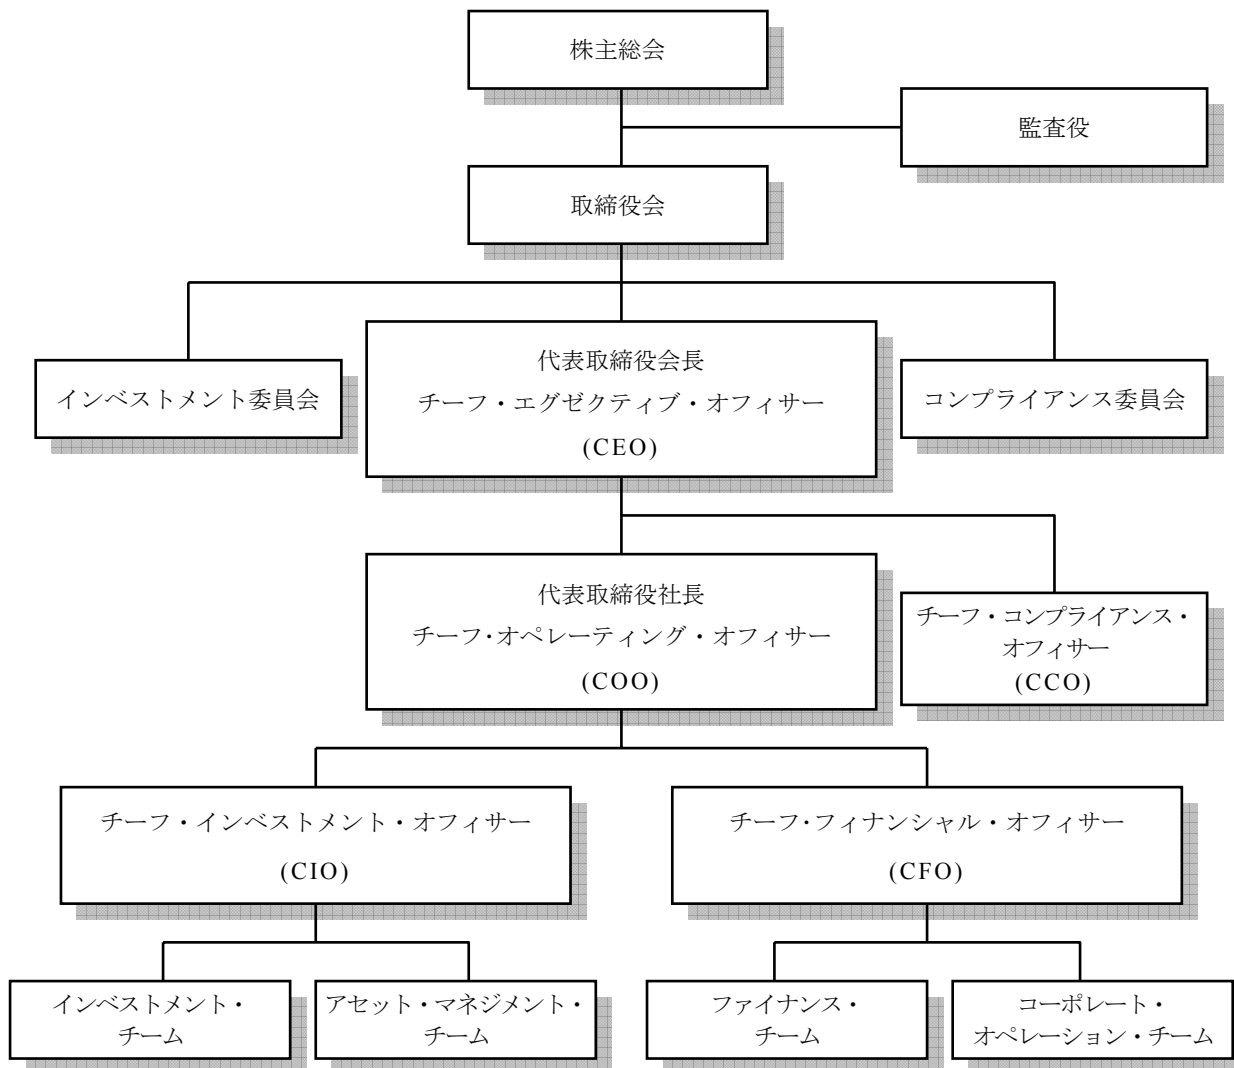 株主総会
監査役
取締役会
インベストメント委員会
代表取締役会長
チーフ・エグゼクティブ・オフィサー
(CEO)
コンプライアンス委員会
代表取締役社長
チーフ・オペレーティング・オフィサー
(COO)
チーフ・コンプライアンス・
オフィサー
(CCO)
チーフ・インベストメント・オフィサー
(CIO)
チーフ・フィナンシャル・オフィサー
(CFO)
インベストメント・
チーム
アセット・マネジメント・
チーム
ファイナンス・
チーム
コーポレート・
オペレーション・チーム